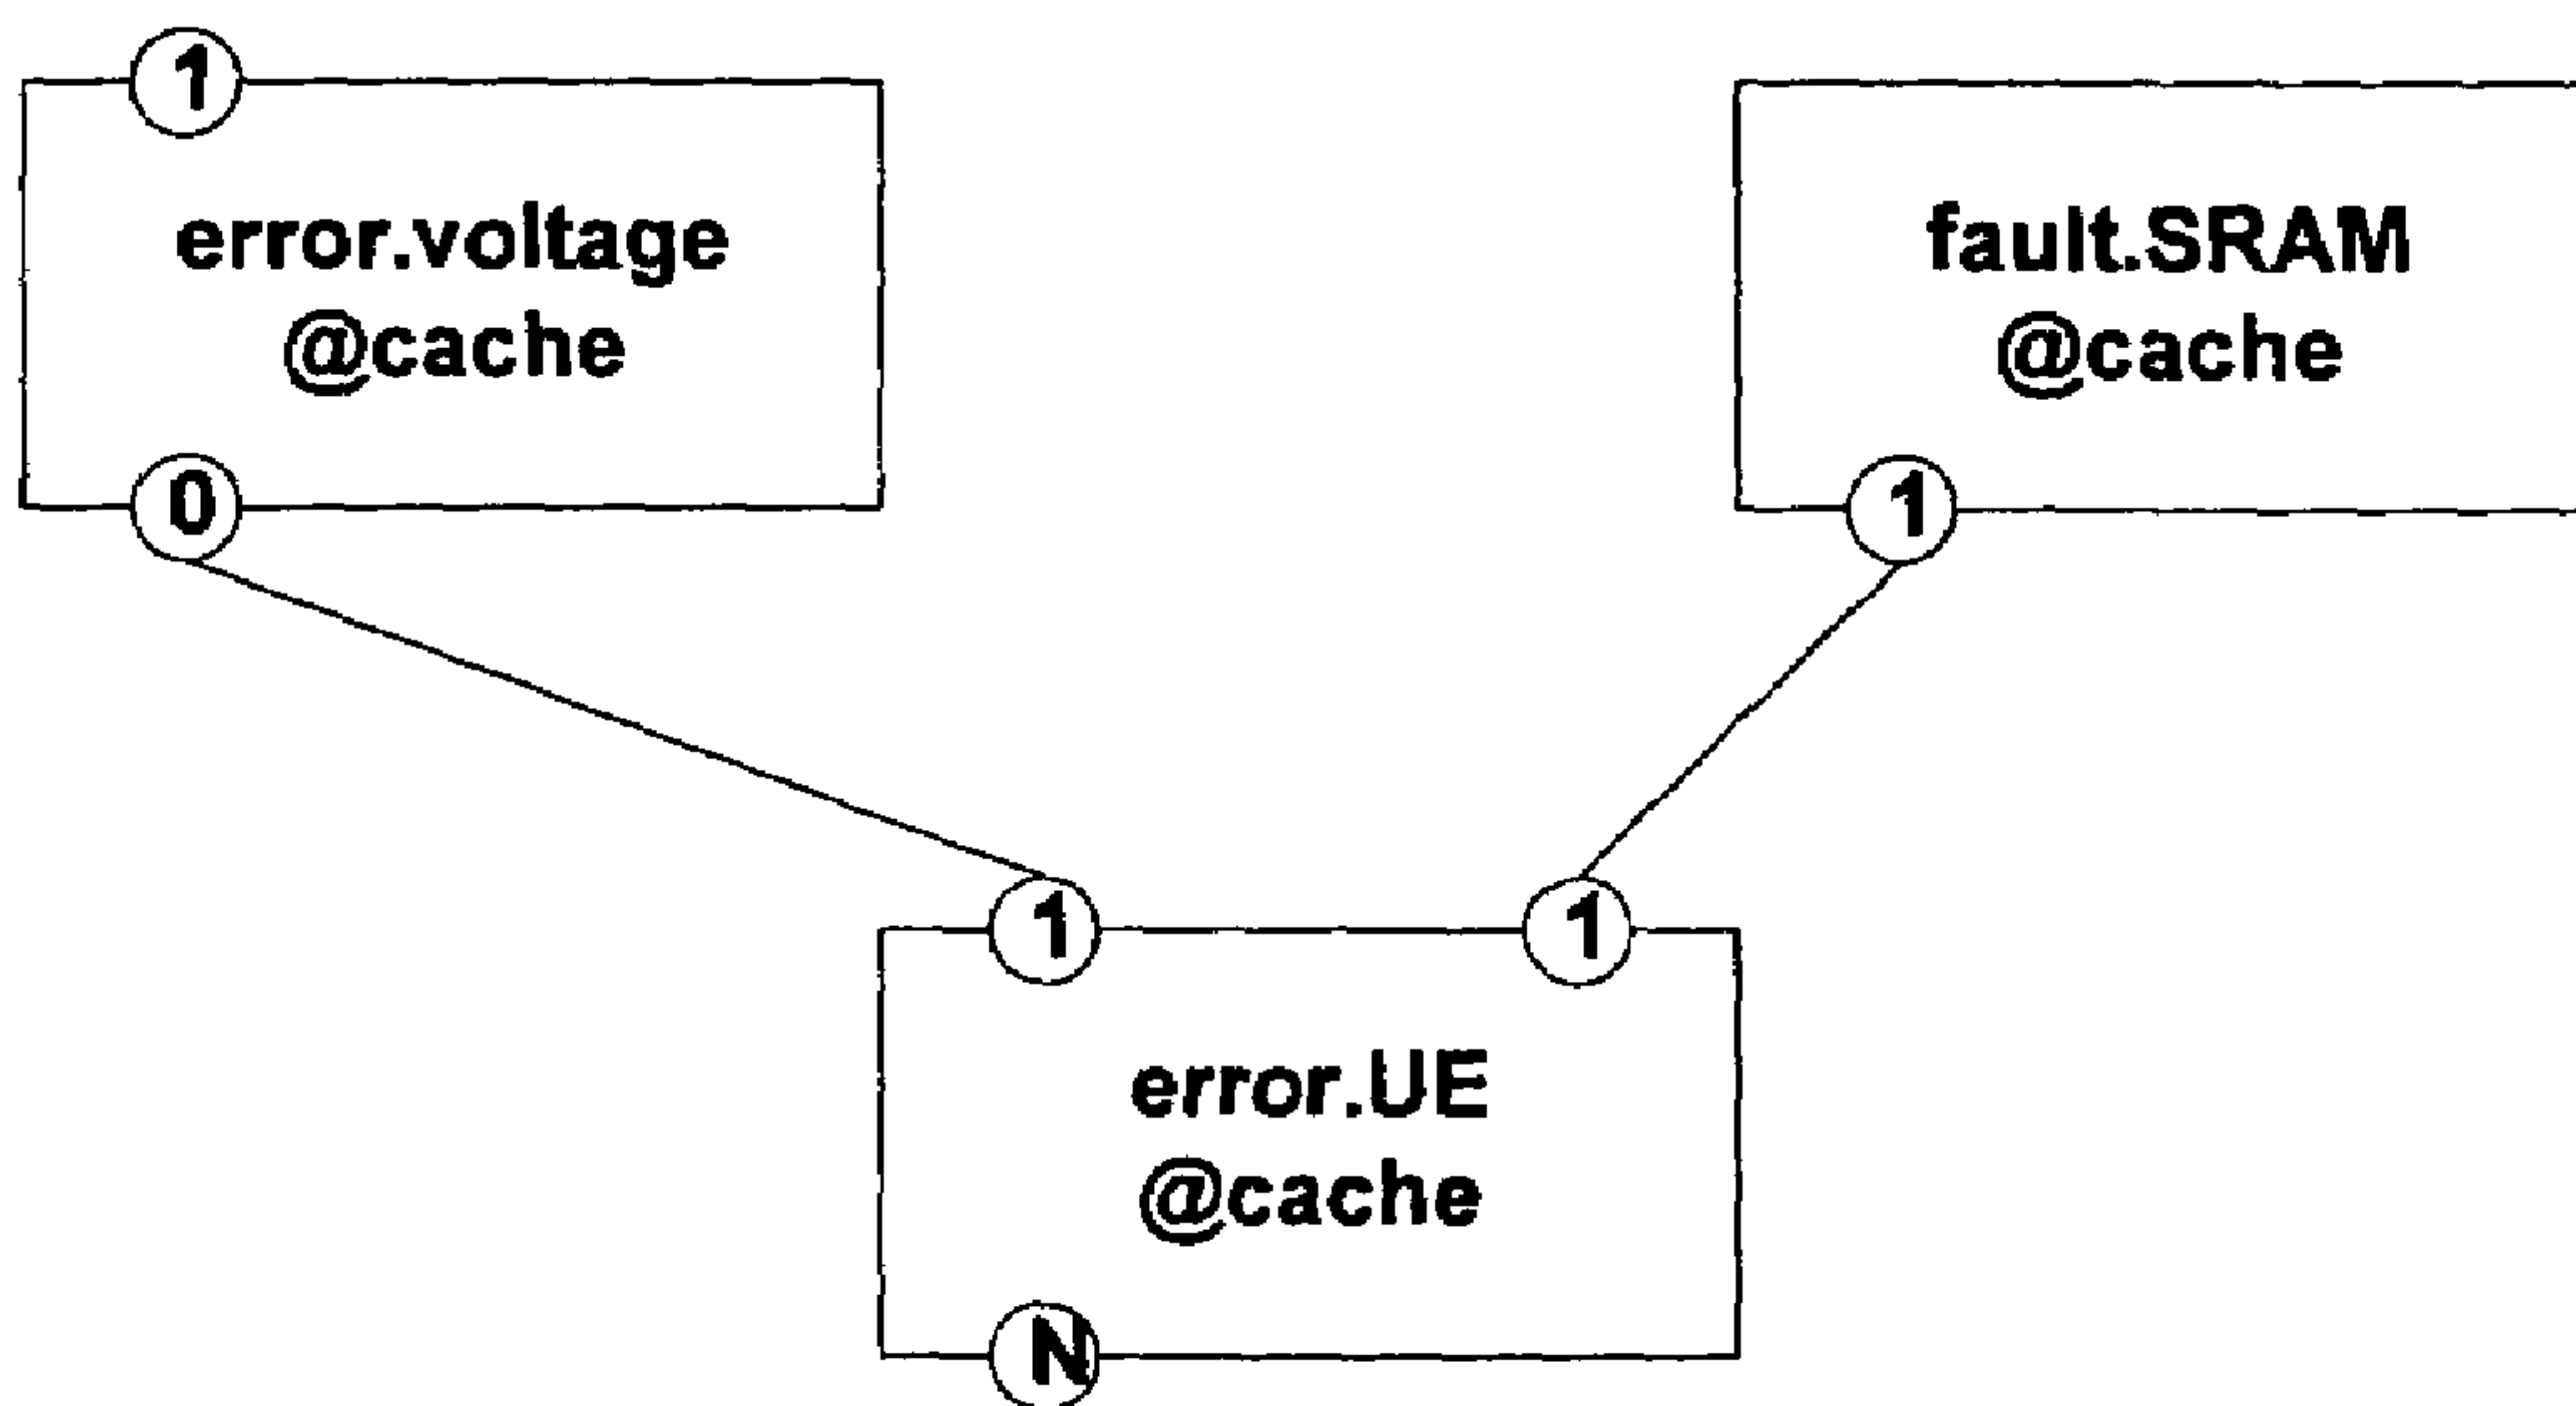 1
error.voltage
@cache
0
fault.SRAM
@cache
1
1
1
error.UE
@cache
N